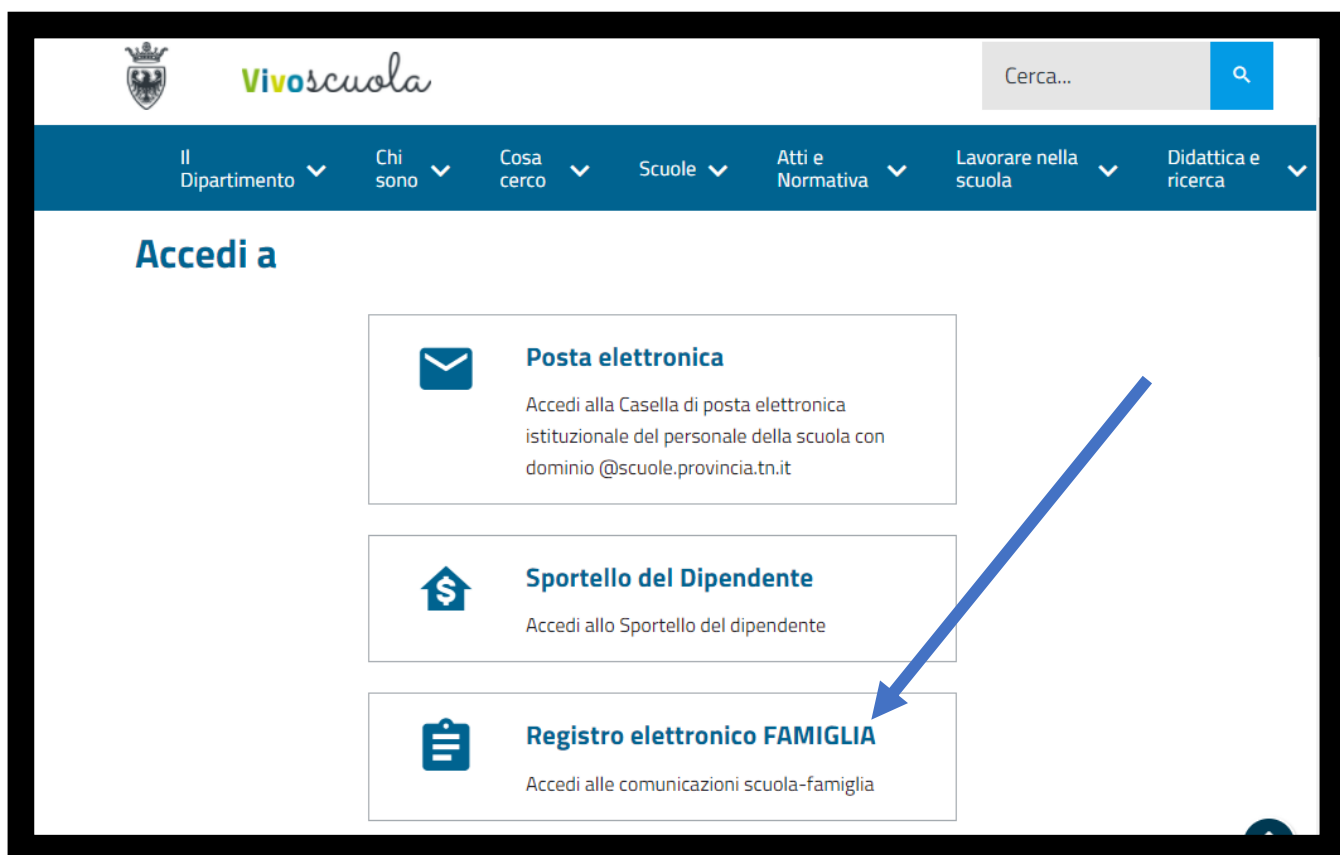 Vivoscuola
Cerca...
Il
Dipartimento
Chi
sono
Cosa
cerco
Scuole
Atti e
Normativa
Lavorare nella
scuola
Didattica e
ricerca
Accedi a
Posta elettronica
Accedi alla Casella di posta elettronica
istituzionale del personale della scuola con
dominio @scuole.provincia.tn.it
Sportello del Dipendente
Accedi allo Sportello del dipendente
Registro elettronico FAMIGLIA
Accedi alle comunicazioni scuola-famiglia